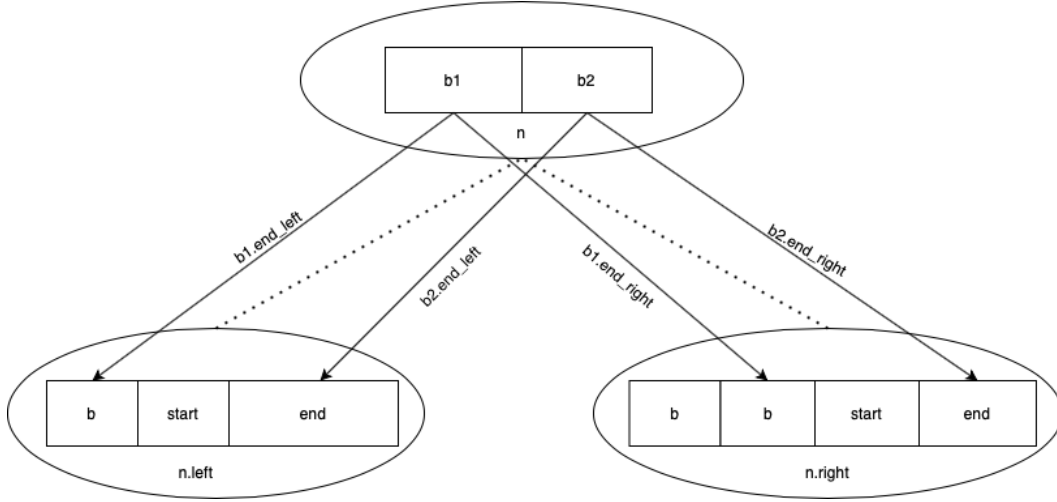 b1 b2
n
b1.end_left
b2.end_left
b1.end_right
b2.end_right
b start end
n.left
b b start end
n.right